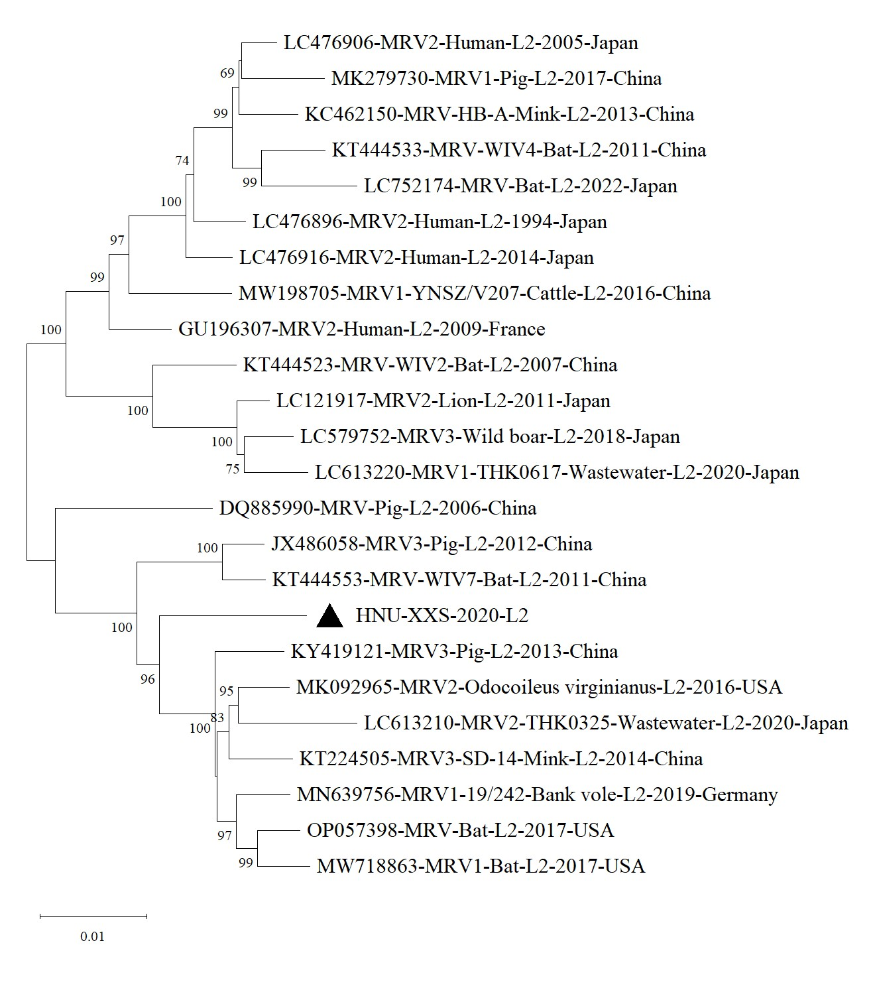 LC476906-MRV2-Human-L2-2005-Japan
69
MK279730-MRV1-Pig-L2-2017-China
99
KC462150-MRV-HB-A-Mink-L2-2013-China
KT444533-MRV-WIV4-Bat-L2-2011-China
74
99
LC752174-MRV-Bat-L2-2022-Japan
100
LC476896-MRV2-Human-L2-1994-Japan
97
LC476916-MRV2-Human-L2-2014-Japan
99
MW198705-MRV1-YNSZ/V207-Cattle-L2-2016-China
100
GU196307-MRV2-Human-L2-2009-France
KT444523-MRV-WIV2-Bat-L2-2007-China
100
LC121917-MRV2-Lion-L2-2011-Japan
100
LC579752-MRV3-Wild boar-L2-2018-Japan
75
LC613220-MRV1-THK0617-Wastewater-L2-2020-Japan
DQ885990-MRV-Pig-L2-2006-China
100
JX486058-MRV3-Pig-L2-2012-China
KT444553-MRV-WIV7-Bat-L2-2011-China
HNU-XXS-2020-L2
100
KY419121-MRV3-Pig-L2-2013-China
96
95
MK092965-MRV2-Odocoileus virginianus-L2-2016-USA
83
100
LC613210-MRV2-THK0325-Wastewater-L2-2020-Japan
KT224505-MRV3-SD-14-Mink-L2-2014-China
MN639756-MRV1-19/242-Bank vole-L2-2019-Germany
97
OP057398-MRV-Bat-L2-2017-USA
99
MW718863-MRV1-Bat-L2-2017-USA
0.01